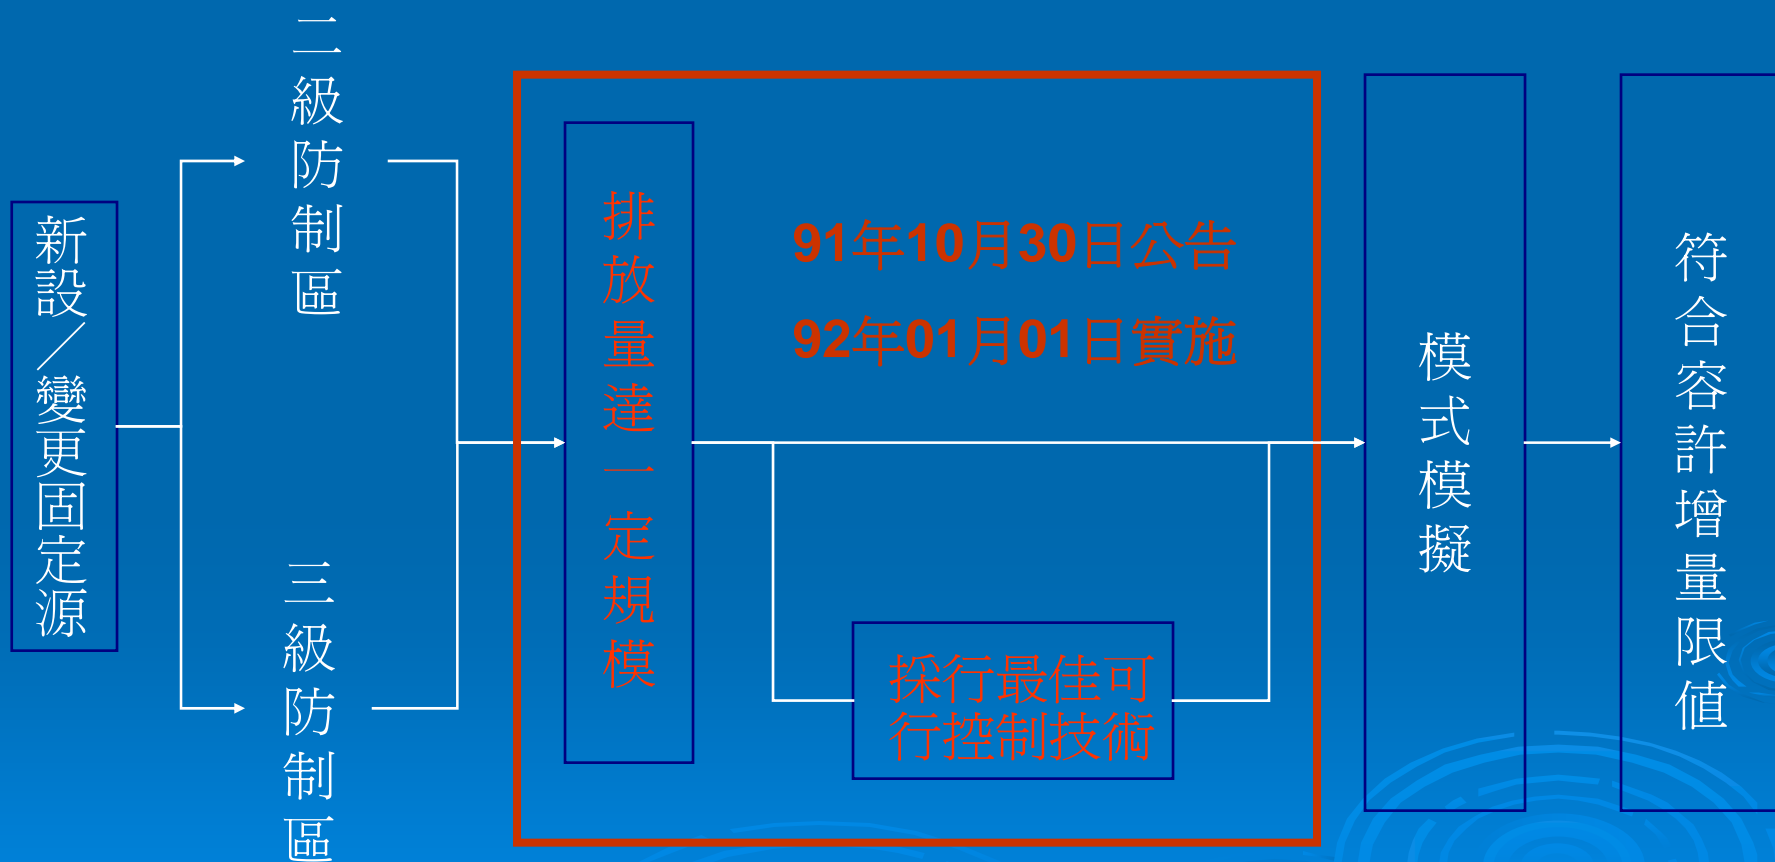 新設／變更固定源
二級防制區
三級防制區
排放量達一定規模
91年10月30日公告
92年01月01日實施
採行最佳可
行控制技術
模式模擬
符合容許增量限值